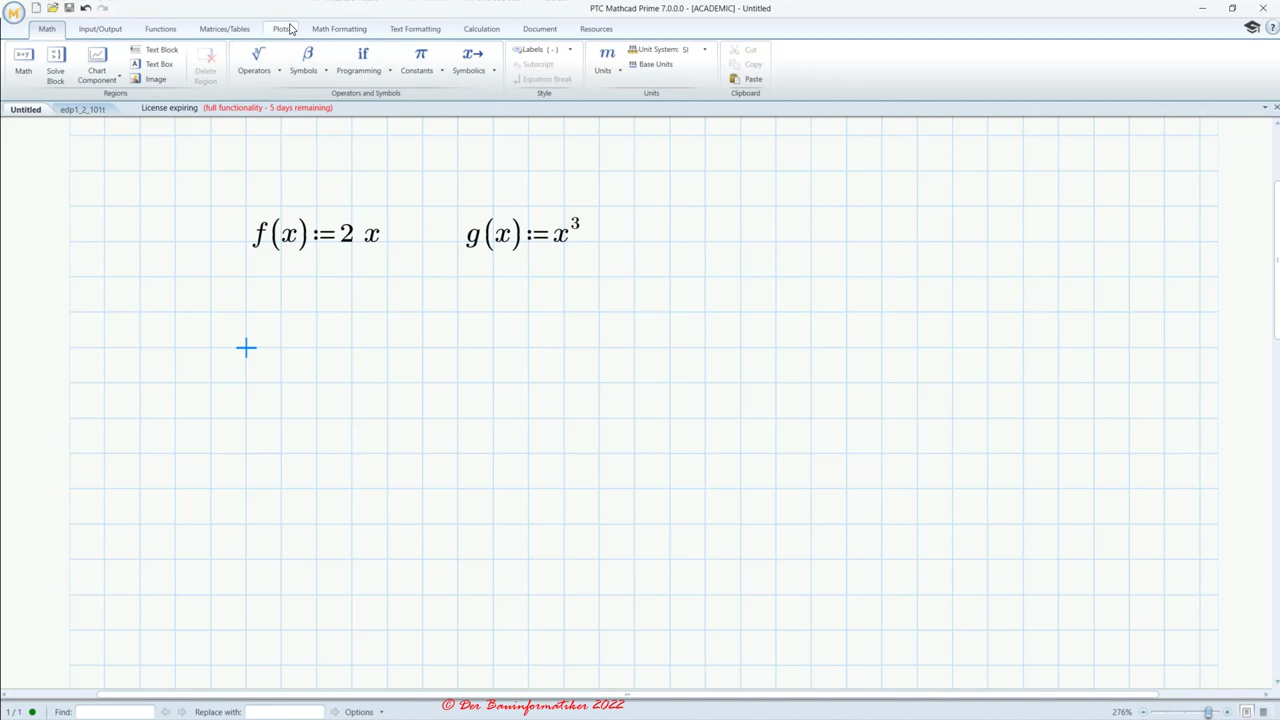 PTC Mathcad Prime 7.0.0.0 - [ACADEMIC] - Untitled
Math Input/Output Functions Matrices/Tables Plots Math Formatting Text Formatting Calculation Document Resources
Math
Solve Block
Chart Component
Text Block
Text Box
Image
Delete Region
Operators
Symbols
if Programming
π Constants
Symbolics
Labels ( - )
Subscript
Equation Break
m Units
Unit System: SI
Base Units
Cut
Copy
Paste
Regions Operators and Symbols Style Units Clipboard
Untitled edp1_2_101t License expiring (full functionality - 5 days remaining)
f(x):=2 x g(x):=x³
1 / 1 Find: Replace with: Options 276%
© Der Bauinformatiker 2022